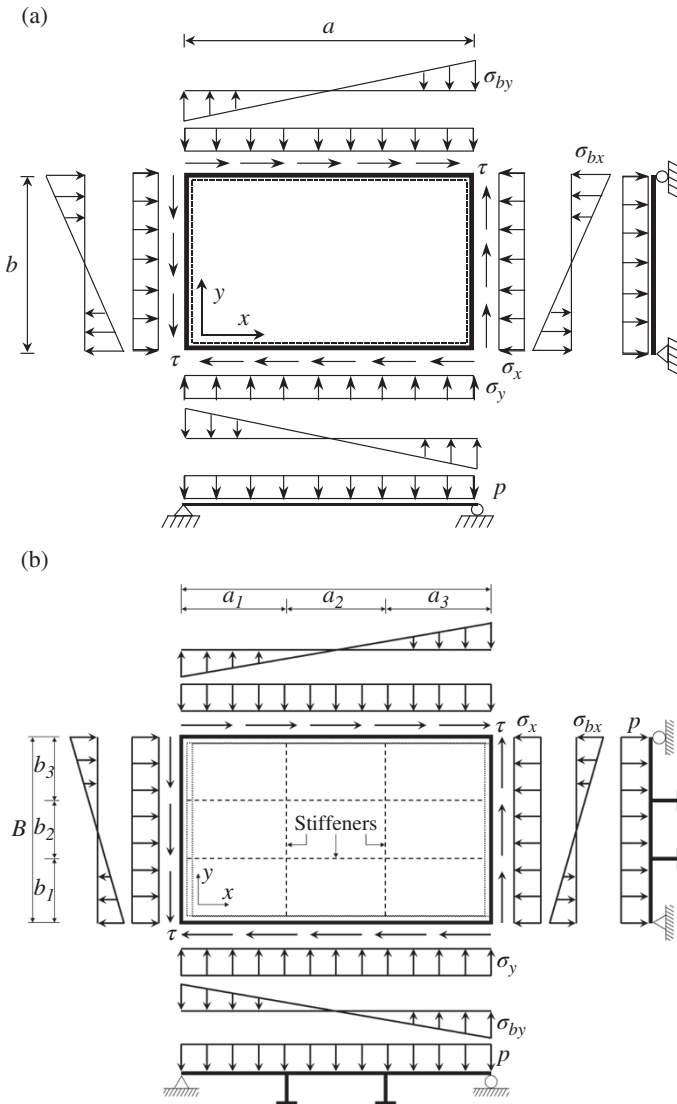 (a)
a
σby
τ
σbx
b
y
x
τ
σx
σy
p
(b)
a1 a2 a3
τ σx σbx p
b3
B b2
b1
Stiffeners
y
x
τ
σy
σby
p